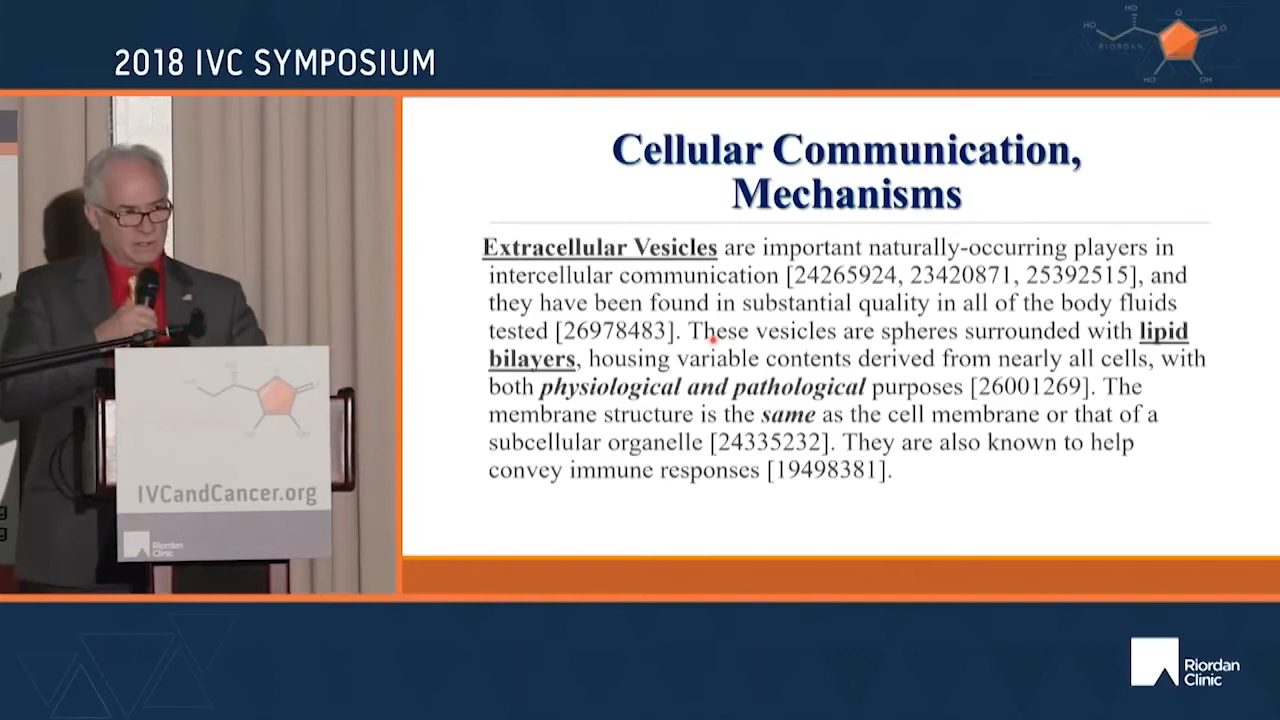 2018 IVC SYMPOSIUM
HO
HO
O
O
RIORDAN
HO
OH
Cellular Communication,
Mechanisms
Extracellular Vesicles are important naturally-occurring players in
intercellular communication [24265924, 23420871, 25392515], and
they have been found in substantial quality in all of the body fluids
tested [26978483]. These vesicles are spheres surrounded with lipid
bilayers, housing variable contents derived from nearly all cells, with
both physiological and pathological purposes [26001269]. The
membrane structure is the same as the cell membrane or that of a
subcellular organelle [24335232]. They are also known to help
convey immune responses [19498381].
IVCandCancer.org
Riordan
Clinic
Riordan
Clinic